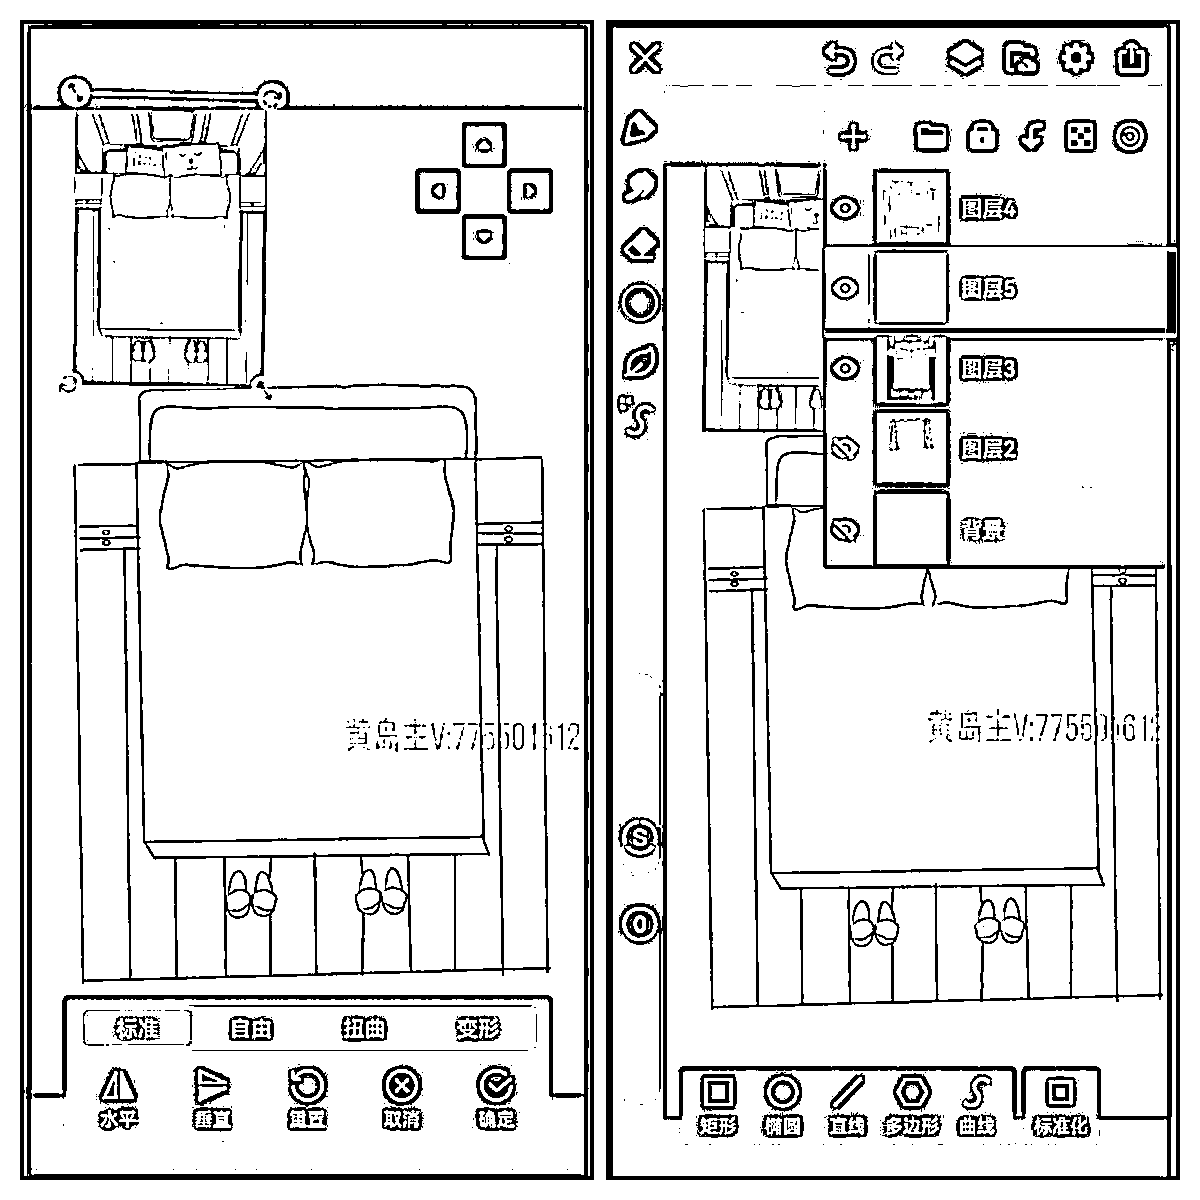 黄岛主V:775501612
标准 自由 扭曲 变形
水平 垂直 重置 取消 确定
图层4
图层5
图层3
图层2
背景
黄岛主V:775501612
矩形 椭圆 直线 多边形 曲线 标准化